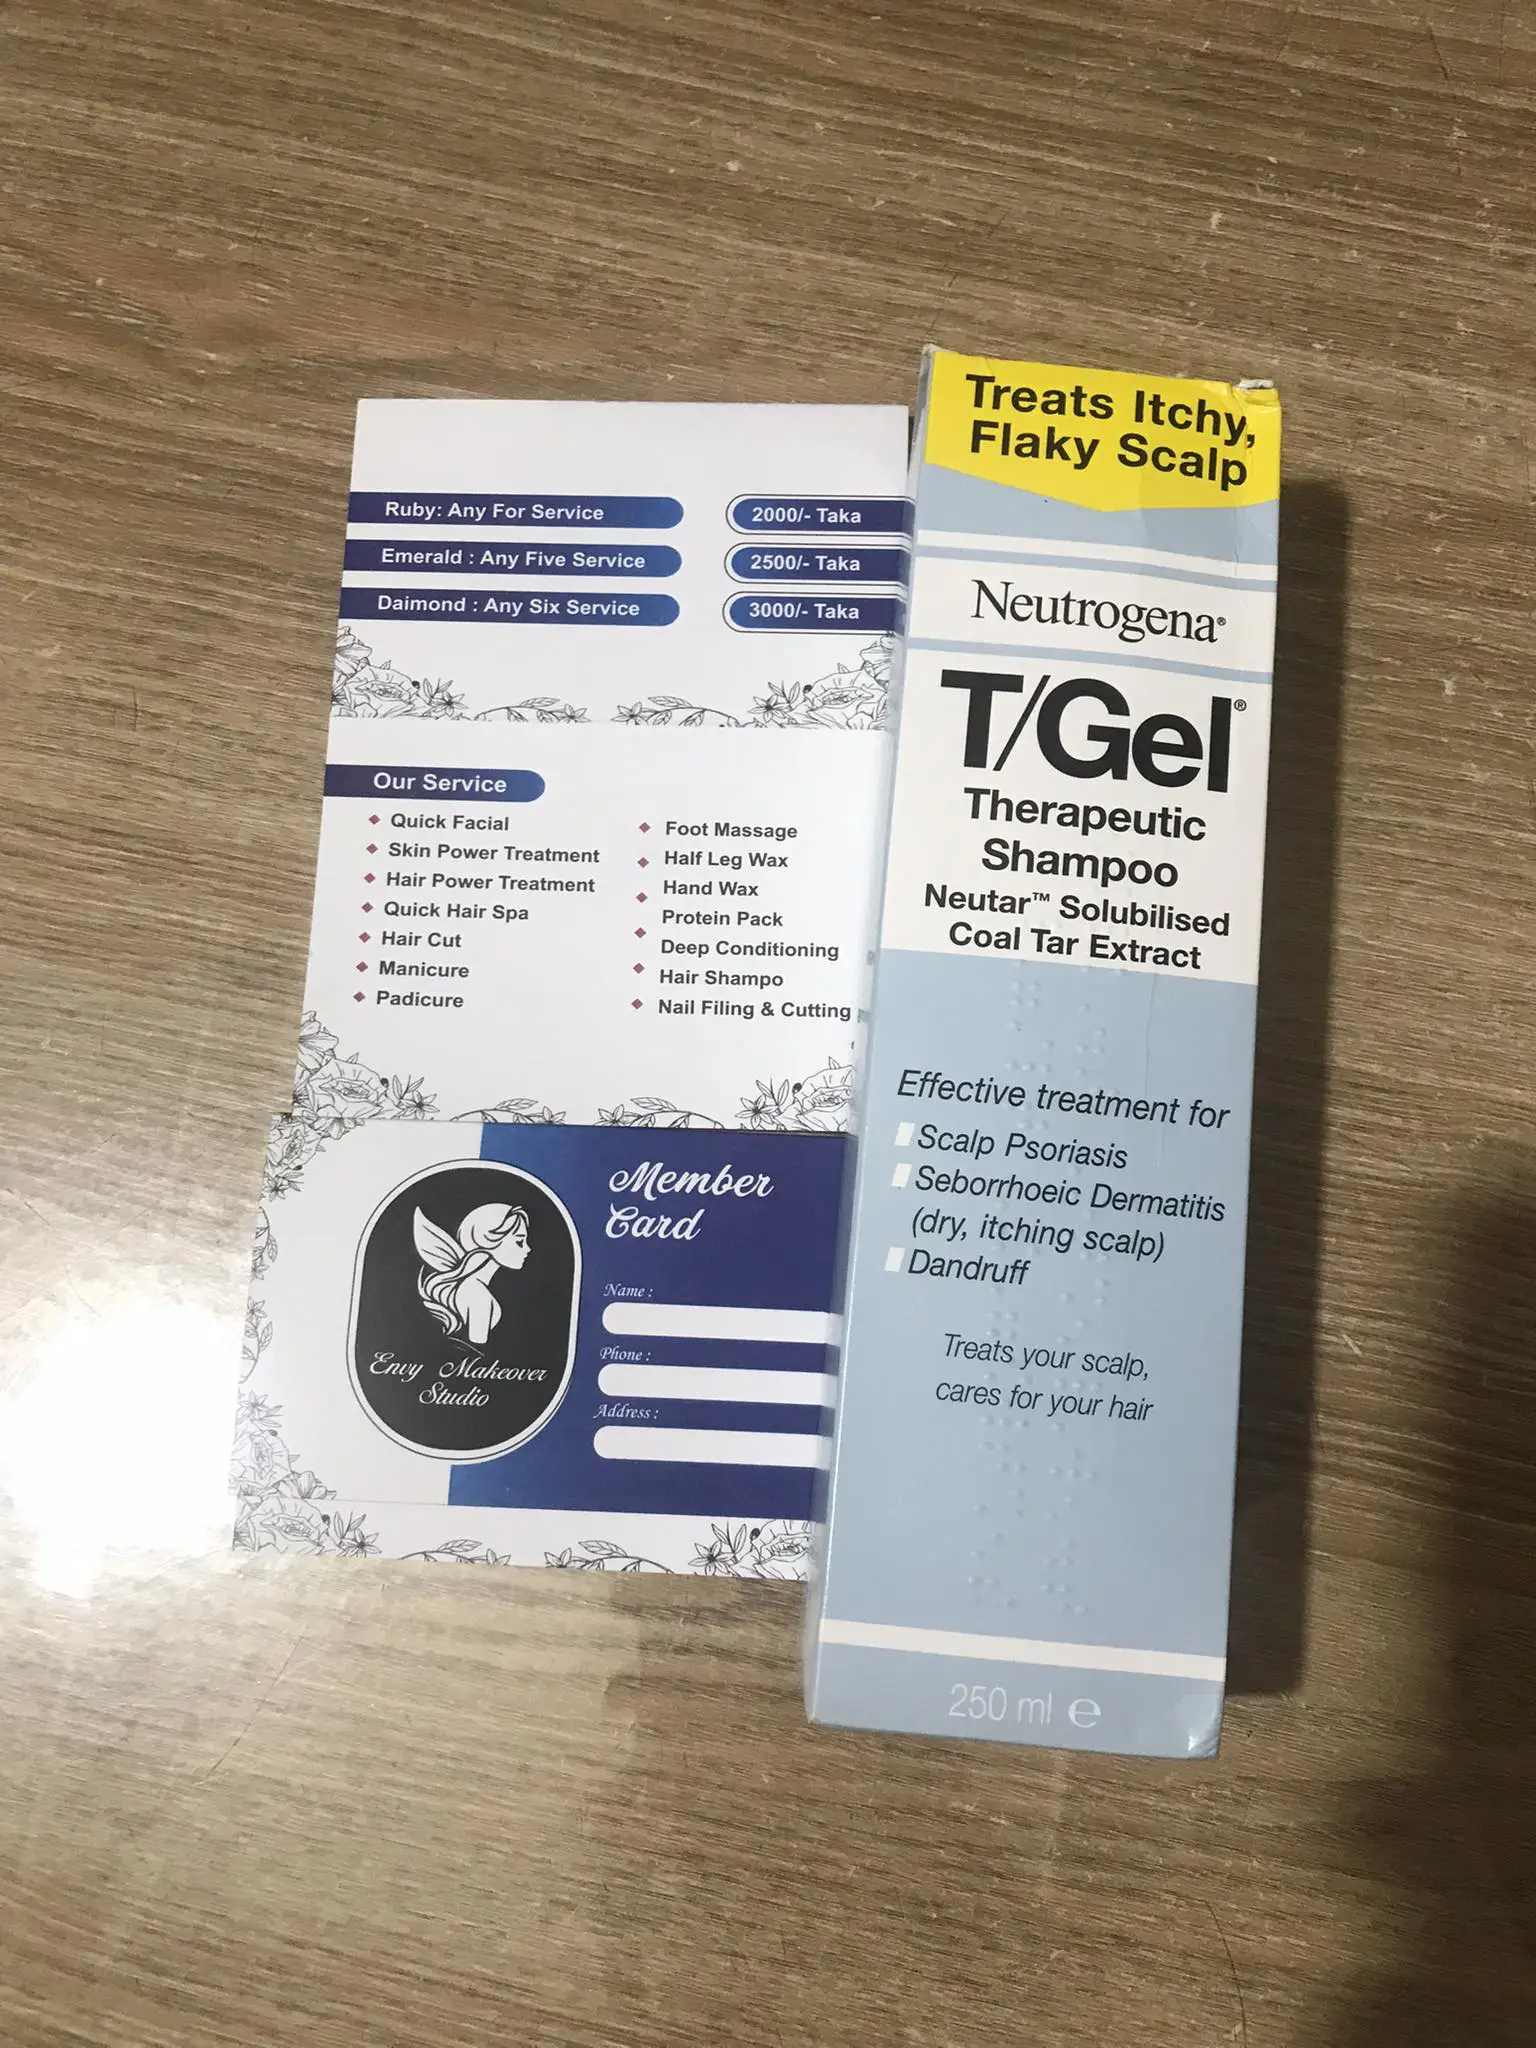 Ruby: Any For Service
2000/- Taka
Emerald : Any Five Service
2500/- Taka
Daimond : Any Six Service
3000/- Taka
Our Service
Quick Facial
Skin Power Treatment
Hair Power Treatment
Quick Hair Spa
Hair Cut
Manicure
Padicure
Foot Massage
Half Leg Wax
Hand Wax
Protein Pack
Deep Conditioning
Hair Shampo
Nail Filing & Cutting
Envy Makeover
Studio
Member
Card
Name :
Phone :
Address :
Treats Itchy,
Flaky Scalp
Neutrogena®
T/Gel®
Therapeutic
Shampoo
Neutar™ Solubilised
Coal Tar Extract
Effective treatment for
Scalp Psoriasis
Seborrhoeic Dermatitis
(dry, itching scalp)
Dandruff
Treats your scalp,
cares for your hair
250 ml ℮